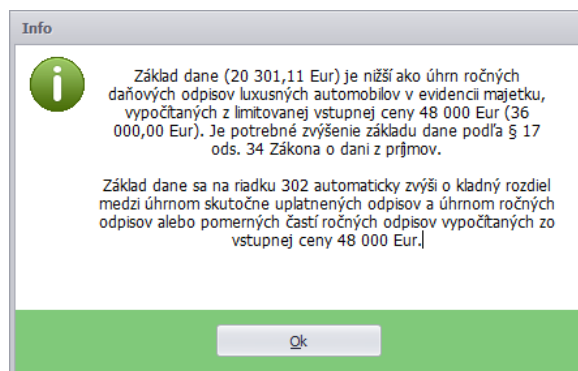 Info
Základ dane (20 301,11 Eur) je nižší ako úhrn ročných
daňových odpisov luxusných automobilov v evidencii majetku,
vypočítaných z limitovanej vstupnej ceny 48 000 Eur (36
000,00 Eur). Je potrebné zvýšenie základu dane podľa § 17
ods. 34 Zákona o dani z príjmov.
Základ dane sa na riadku 302 automaticky zvýši o kladný rozdiel
medzi úhrnom skutočne uplatnených odpisov a úhrnom ročných
odpisov alebo pomerných častí ročných odpisov vypočítaných zo
vstupnej ceny 48 000 Eur.
Ok